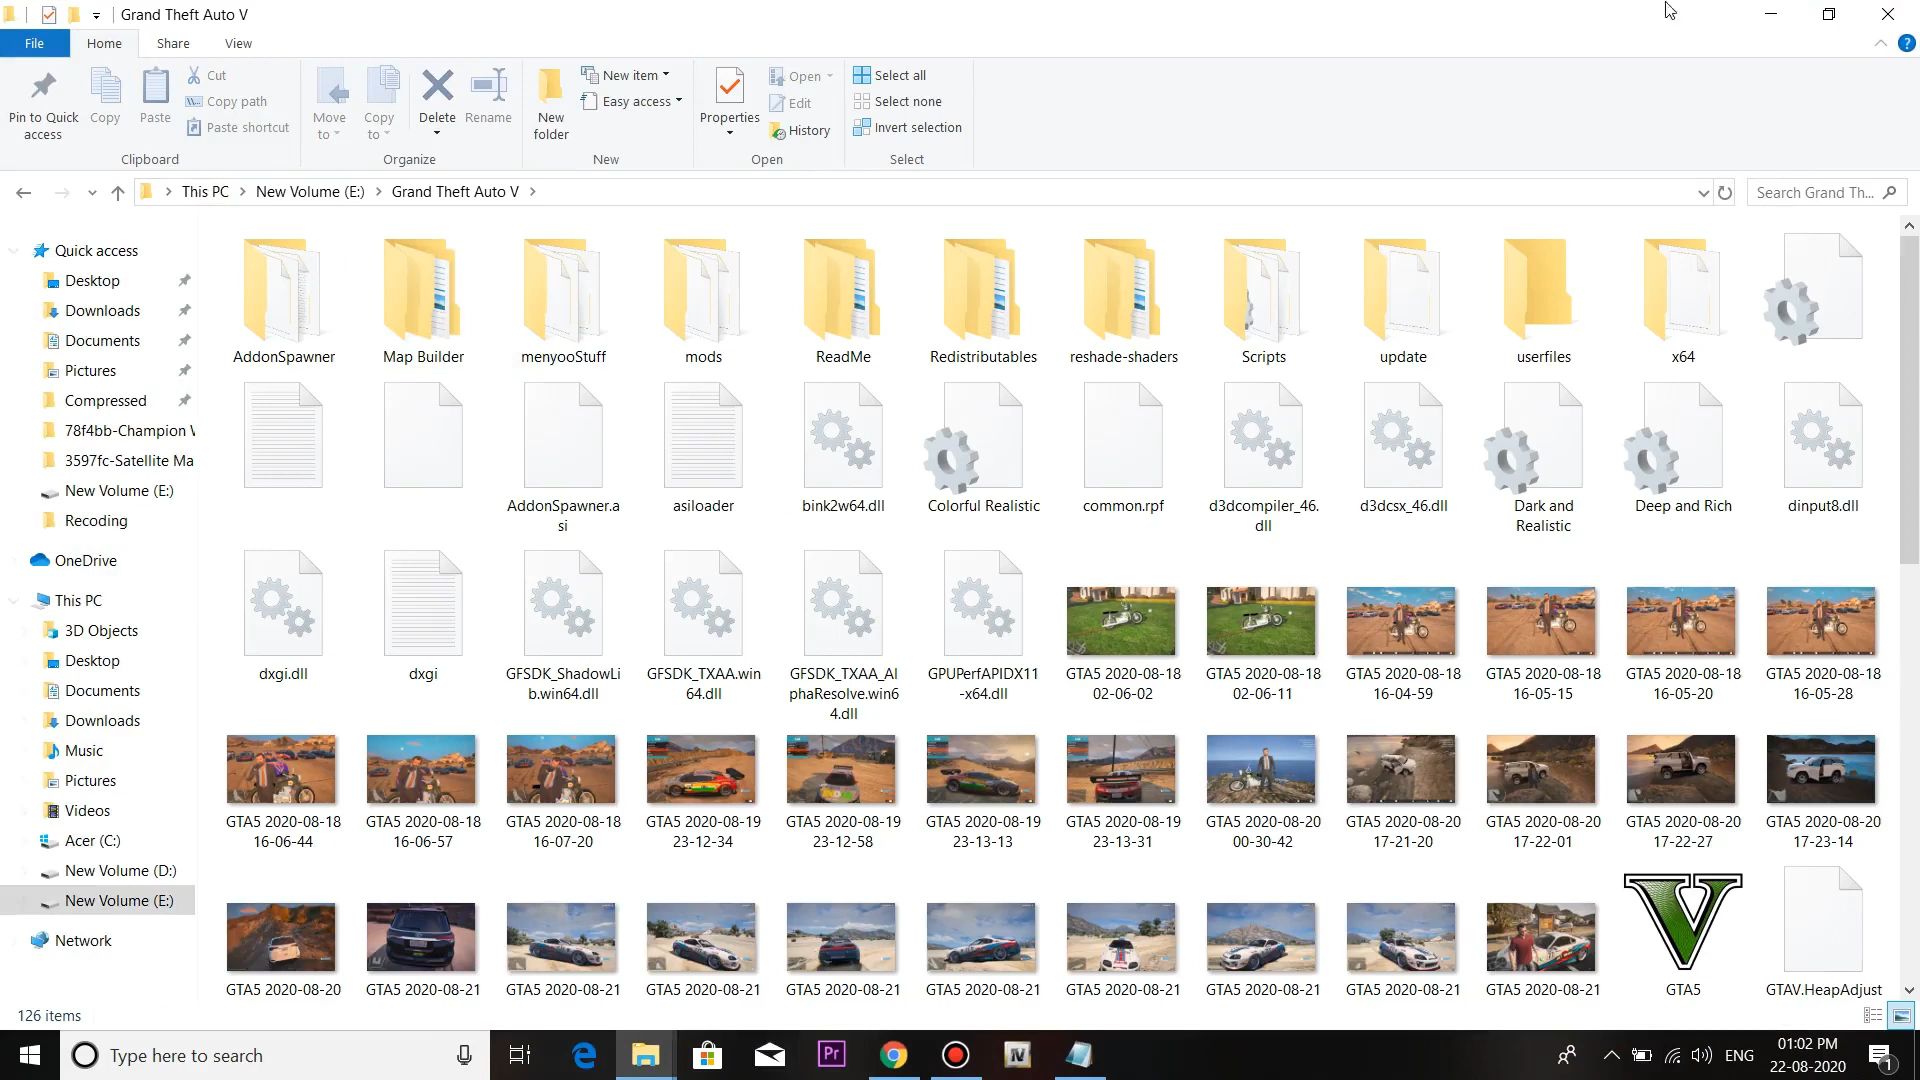 Grand Theft Auto V
File
Home
Share
View
Pin to Quick
access
Copy
Paste
Cut
Copy path
Paste shortcut
Clipboard
Move
to
Copy
to
Delete
Rename
Organize
New
folder
New item
Easy access
New
Properties
Open
Edit
History
Open
Select all
Select none
Invert selection
Select
This PC
New Volume (E:)
Grand Theft Auto V
Search Grand Th...
Quick access
Desktop
Downloads
Documents
Pictures
Compressed
78f4bb-Champion
3597fc-Satellite Ma
New Volume (E:)
Recoding
OneDrive
This PC
3D Objects
Desktop
Documents
Downloads
Music
Pictures
Videos
Acer (C:)
New Volume (D:)
New Volume (E:)
Network
AddonSpawner
Map Builder
menyooStuff
mods
ReadMe
Redistributables
reshade-shaders
Scripts
update
userfiles
x64
AddonSpawner.a
si
asiloader
bink2w64.dll
Colorful Realistic
common.rpf
d3dcompiler_46.
dll
d3dcsx_46.dll
Dark and
Realistic
Deep and Rich
dinput8.dll
dxgi.dll
dxgi
GFSDK_ShadowLi
b.win64.dll
GFSDK_TXAA.win
64.dll
GFSDK_TXAA_Al
phaResolve.win6
4.dll
GPUPerfAPIDX11
-x64.dll
GTA5 2020-08-18
02-06-02
GTA5 2020-08-18
02-06-11
GTA5 2020-08-18
16-04-59
GTA5 2020-08-18
16-05-15
GTA5 2020-08-18
16-05-20
GTA5 2020-08-18
16-05-28
GTA5 2020-08-18
16-06-44
GTA5 2020-08-18
16-06-57
GTA5 2020-08-18
16-07-20
GTA5 2020-08-19
23-12-34
GTA5 2020-08-19
23-12-58
GTA5 2020-08-19
23-13-13
GTA5 2020-08-19
23-13-31
GTA5 2020-08-20
00-30-42
GTA5 2020-08-20
17-21-20
GTA5 2020-08-20
17-22-01
GTA5 2020-08-20
17-22-27
GTA5 2020-08-20
17-23-14
GTA5 2020-08-20
GTA5 2020-08-21
GTA5 2020-08-21
GTA5 2020-08-21
GTA5 2020-08-21
GTA5 2020-08-21
GTA5 2020-08-21
GTA5 2020-08-21
GTA5 2020-08-21
GTA5 2020-08-21
V
GTA5
GTAV.HeapAdjust
126 items
Type here to search
Pr
ENG
01:02 PM
22-08-2020
1